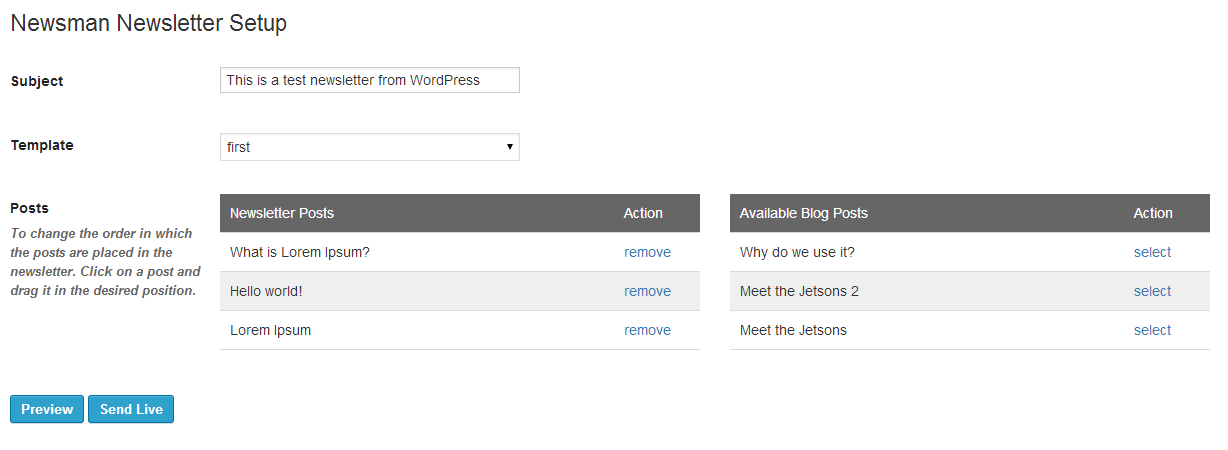 Newsman Newsletter Setup
Subject
This is a test newsletter from WordPress
Template
first
Posts
To change the order in which
the posts are placed in the
newsletter. Click on a post and
drag it in the desired position.
Newsletter Posts Action
What is Lorem Ipsum? remove
Hello world! remove
Lorem Ipsum remove
Available Blog Posts Action
Why do we use it? select
Meet the Jetsons 2 select
Meet the Jetsons select
Preview Send Live